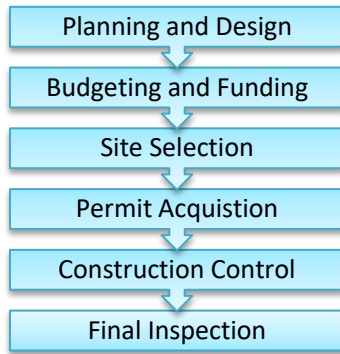 Planning and Design
Budgeting and Funding
Site Selection
Permit Acquistion
Construction Control
Final Inspection